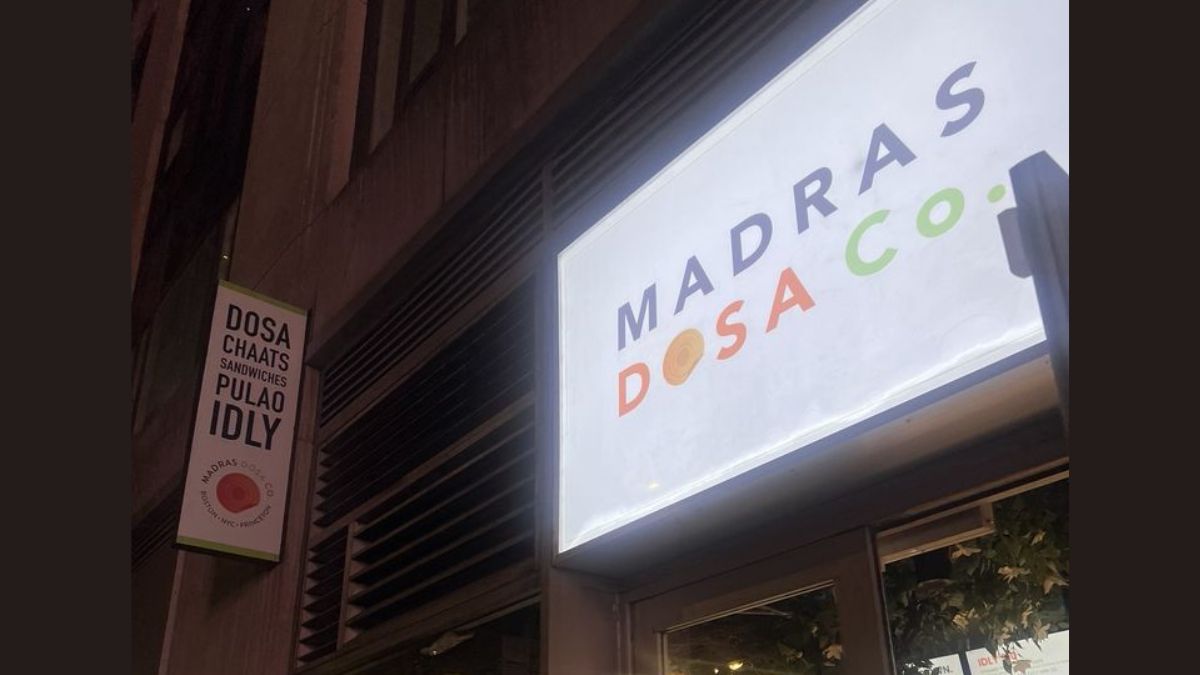 MADRAS
DOSA Co.
DOSA
CHAATS
SANDWICHES
PULAO
IDLY
MADRAS DOSA CO.
BOSTON • NYC • PRINCETON
IDLY